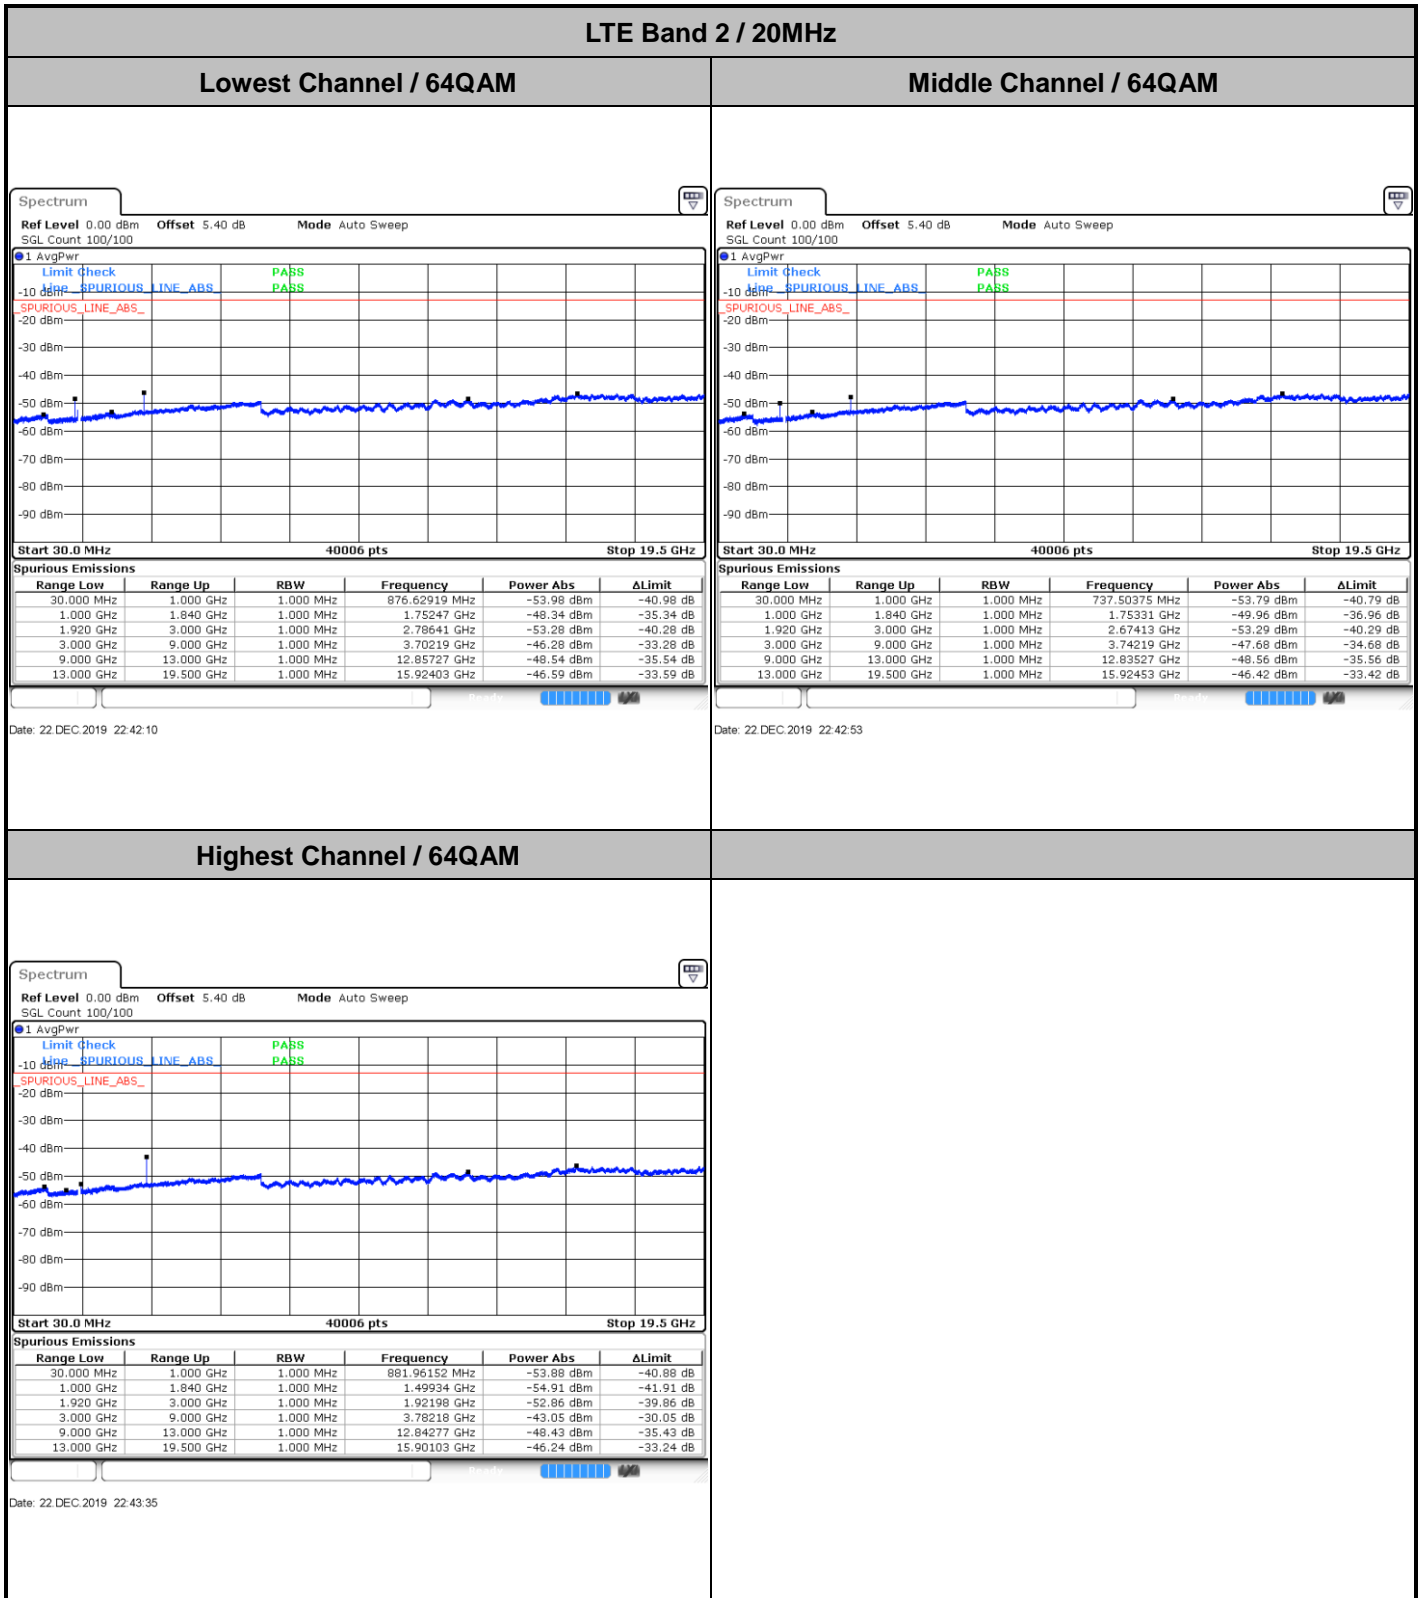 LTE Band 2 / 20MHz
Lowest Channel / 64QAM
Middle Channel / 64QAM
Spectrum
Ref Level 0.00 dBm Offset 5.40 dB Mode Auto Sweep
SGL Count 100/100
1 AvgPwr
Limit Check PASS
Line _SPURIOUS_LINE_ABS_ PASS
-10 dBm
_SPURIOUS_LINE_ABS_
-20 dBm
-30 dBm
-40 dBm
-50 dBm
-60 dBm
-70 dBm
-80 dBm
-90 dBm
Start 30.0 MHz 40006 pts Stop 19.5 GHz
Spurious Emissions
Range Low Range Up RBW Frequency Power Abs ΔLimit
30.000 MHz 1.000 GHz 1.000 MHz 876.62919 MHz -53.98 dBm -40.98 dB
1.000 GHz 1.840 GHz 1.000 MHz 1.75247 GHz -48.34 dBm -35.34 dB
1.920 GHz 3.000 GHz 1.000 MHz 2.78641 GHz -53.28 dBm -40.28 dB
3.000 GHz 9.000 GHz 1.000 MHz 3.70219 GHz -46.28 dBm -33.28 dB
9.000 GHz 13.000 GHz 1.000 MHz 12.85727 GHz -48.54 dBm -35.54 dB
13.000 GHz 19.500 GHz 1.000 MHz 15.92403 GHz -46.59 dBm -33.59 dB
Ready
Date: 22.DEC.2019 22:42:10
Spectrum
Ref Level 0.00 dBm Offset 5.40 dB Mode Auto Sweep
SGL Count 100/100
1 AvgPwr
Limit Check PASS
Line _SPURIOUS_LINE_ABS_ PASS
-10 dBm
_SPURIOUS_LINE_ABS_
-20 dBm
-30 dBm
-40 dBm
-50 dBm
-60 dBm
-70 dBm
-80 dBm
-90 dBm
Start 30.0 MHz 40006 pts Stop 19.5 GHz
Spurious Emissions
Range Low Range Up RBW Frequency Power Abs ΔLimit
30.000 MHz 1.000 GHz 1.000 MHz 737.50375 MHz -53.79 dBm -40.79 dB
1.000 GHz 1.840 GHz 1.000 MHz 1.75331 GHz -49.96 dBm -36.96 dB
1.920 GHz 3.000 GHz 1.000 MHz 2.67413 GHz -53.29 dBm -40.29 dB
3.000 GHz 9.000 GHz 1.000 MHz 3.74219 GHz -47.68 dBm -34.68 dB
9.000 GHz 13.000 GHz 1.000 MHz 12.83527 GHz -48.56 dBm -35.56 dB
13.000 GHz 19.500 GHz 1.000 MHz 15.92453 GHz -46.42 dBm -33.42 dB
Ready
Date: 22.DEC.2019 22:42:53
Highest Channel / 64QAM
Spectrum
Ref Level 0.00 dBm Offset 5.40 dB Mode Auto Sweep
SGL Count 100/100
1 AvgPwr
Limit Check PASS
Line _SPURIOUS_LINE_ABS_ PASS
-10 dBm
_SPURIOUS_LINE_ABS_
-20 dBm
-30 dBm
-40 dBm
-50 dBm
-60 dBm
-70 dBm
-80 dBm
-90 dBm
Start 30.0 MHz 40006 pts Stop 19.5 GHz
Spurious Emissions
Range Low Range Up RBW Frequency Power Abs ΔLimit
30.000 MHz 1.000 GHz 1.000 MHz 881.96152 MHz -53.88 dBm -40.88 dB
1.000 GHz 1.840 GHz 1.000 MHz 1.49934 GHz -54.91 dBm -41.91 dB
1.920 GHz 3.000 GHz 1.000 MHz 1.92198 GHz -52.86 dBm -39.86 dB
3.000 GHz 9.000 GHz 1.000 MHz 3.78218 GHz -43.05 dBm -30.05 dB
9.000 GHz 13.000 GHz 1.000 MHz 12.84277 GHz -48.43 dBm -35.43 dB
13.000 GHz 19.500 GHz 1.000 MHz 15.90103 GHz -46.24 dBm -33.24 dB
Ready
Date: 22.DEC.2019 22:43:35